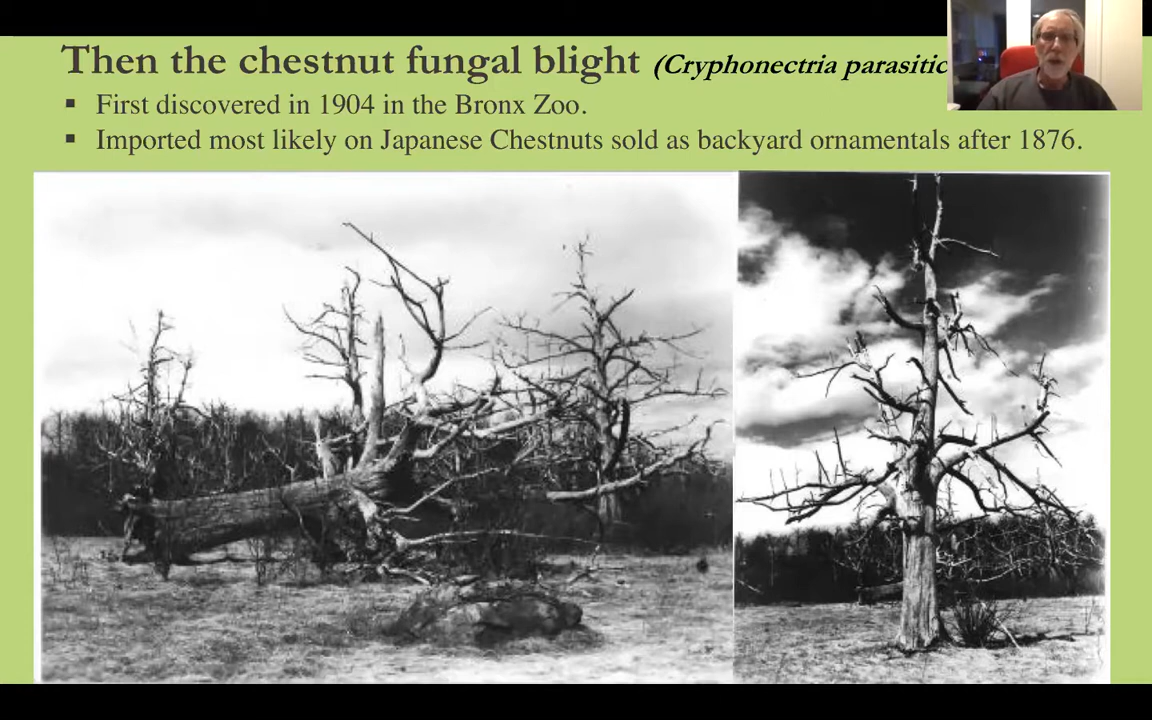 Then the chestnut fungal blight (Cryphonectria parasitic
▪ First discovered in 1904 in the Bronx Zoo.
▪ Imported most likely on Japanese Chestnuts sold as backyard ornamentals after 1876.